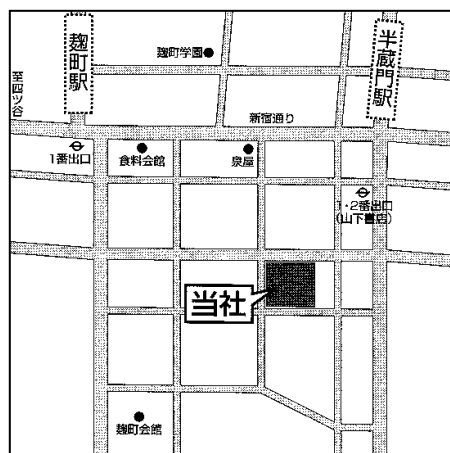 麹町駅
麹町学園
半蔵門駅
至四ツ谷
新宿通り
1番出口
食料会館
泉屋
1・2番出口
(山下書店)
当社
麹町会館